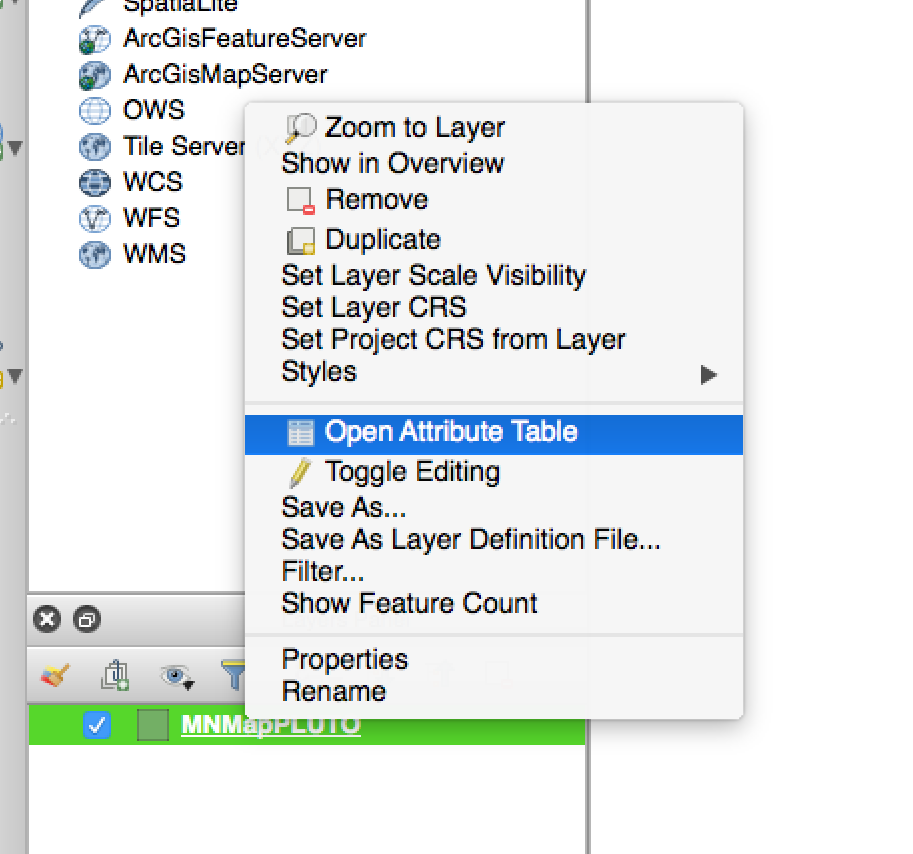 SpatiaLite
ArcGisFeatureServer
ArcGisMapServer
OWS
Tile Server
WCS
WFS
WMS
Zoom to Layer
Show in Overview
Remove
Duplicate
Set Layer Scale Visibility
Set Layer CRS
Set Project CRS from Layer
Styles
Open Attribute Table
Toggle Editing
Save As...
Save As Layer Definition File...
Filter...
Show Feature Count
Properties
Rename
MNMapPLUTO